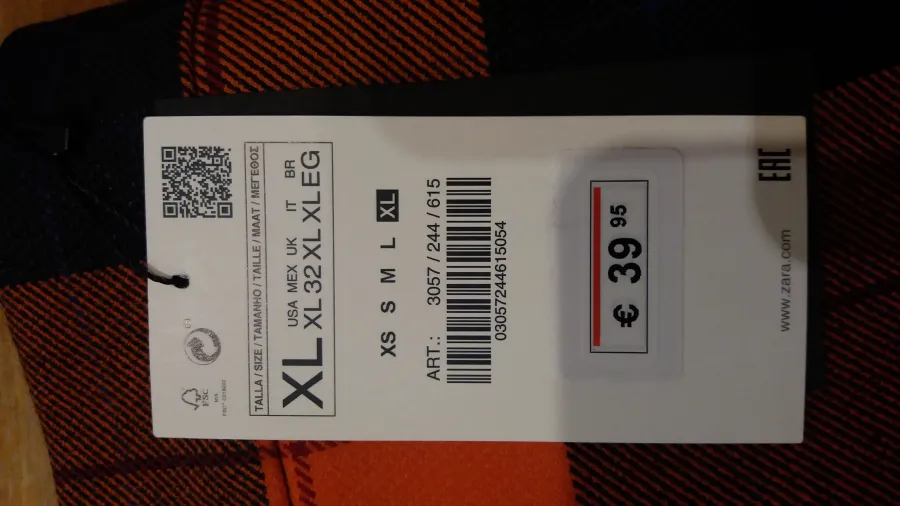 FSC
TALLA / SIZE / TAMANHO / TAILLE / MAAT / ΜΕΓΕΘΟΣ
USA MEX UK IT BR
XL XL 32 XL XL EG
XS S M L XL
ART.: 3057 / 244 / 615
03057244615054
€ 39 95
EAC
www.zara.com